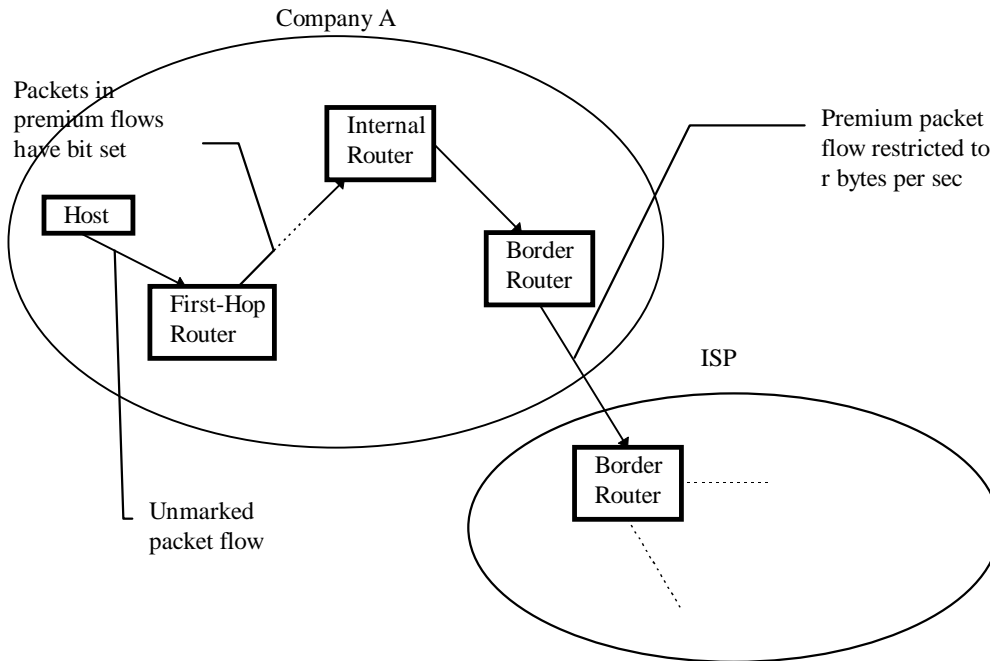 Company A
Packets in
premium flows
have bit set
Internal
Router
Premium packet
flow restricted to
r bytes per sec
Host
Border
Router
First-Hop
Router
ISP
Border
Router
Unmarked
packet flow